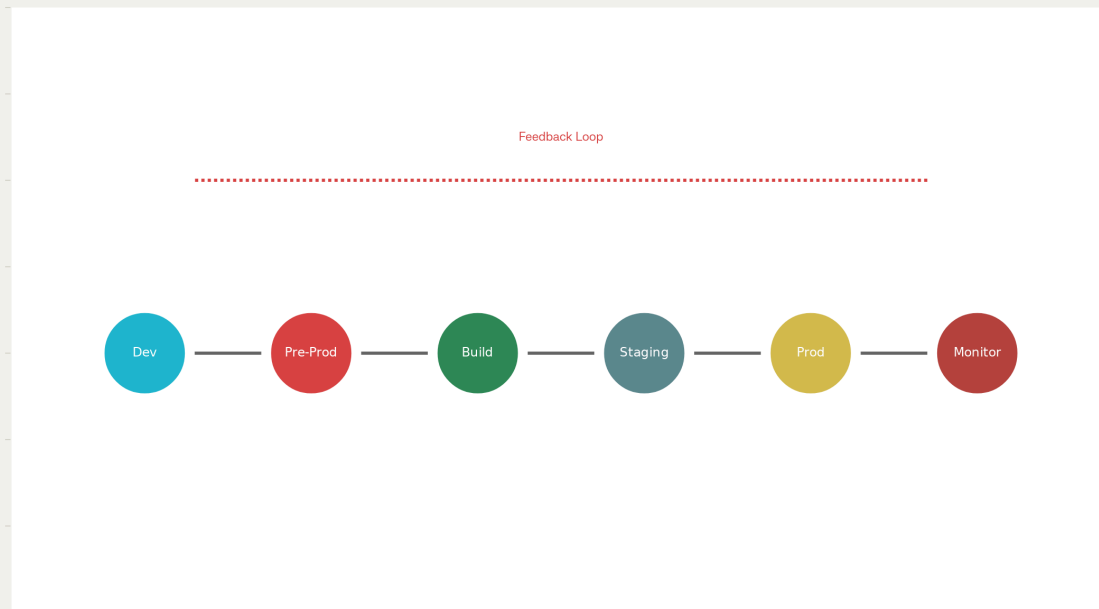 Feedback Loop
Dev
Pre-Prod
Build
Staging
Prod
Monitor